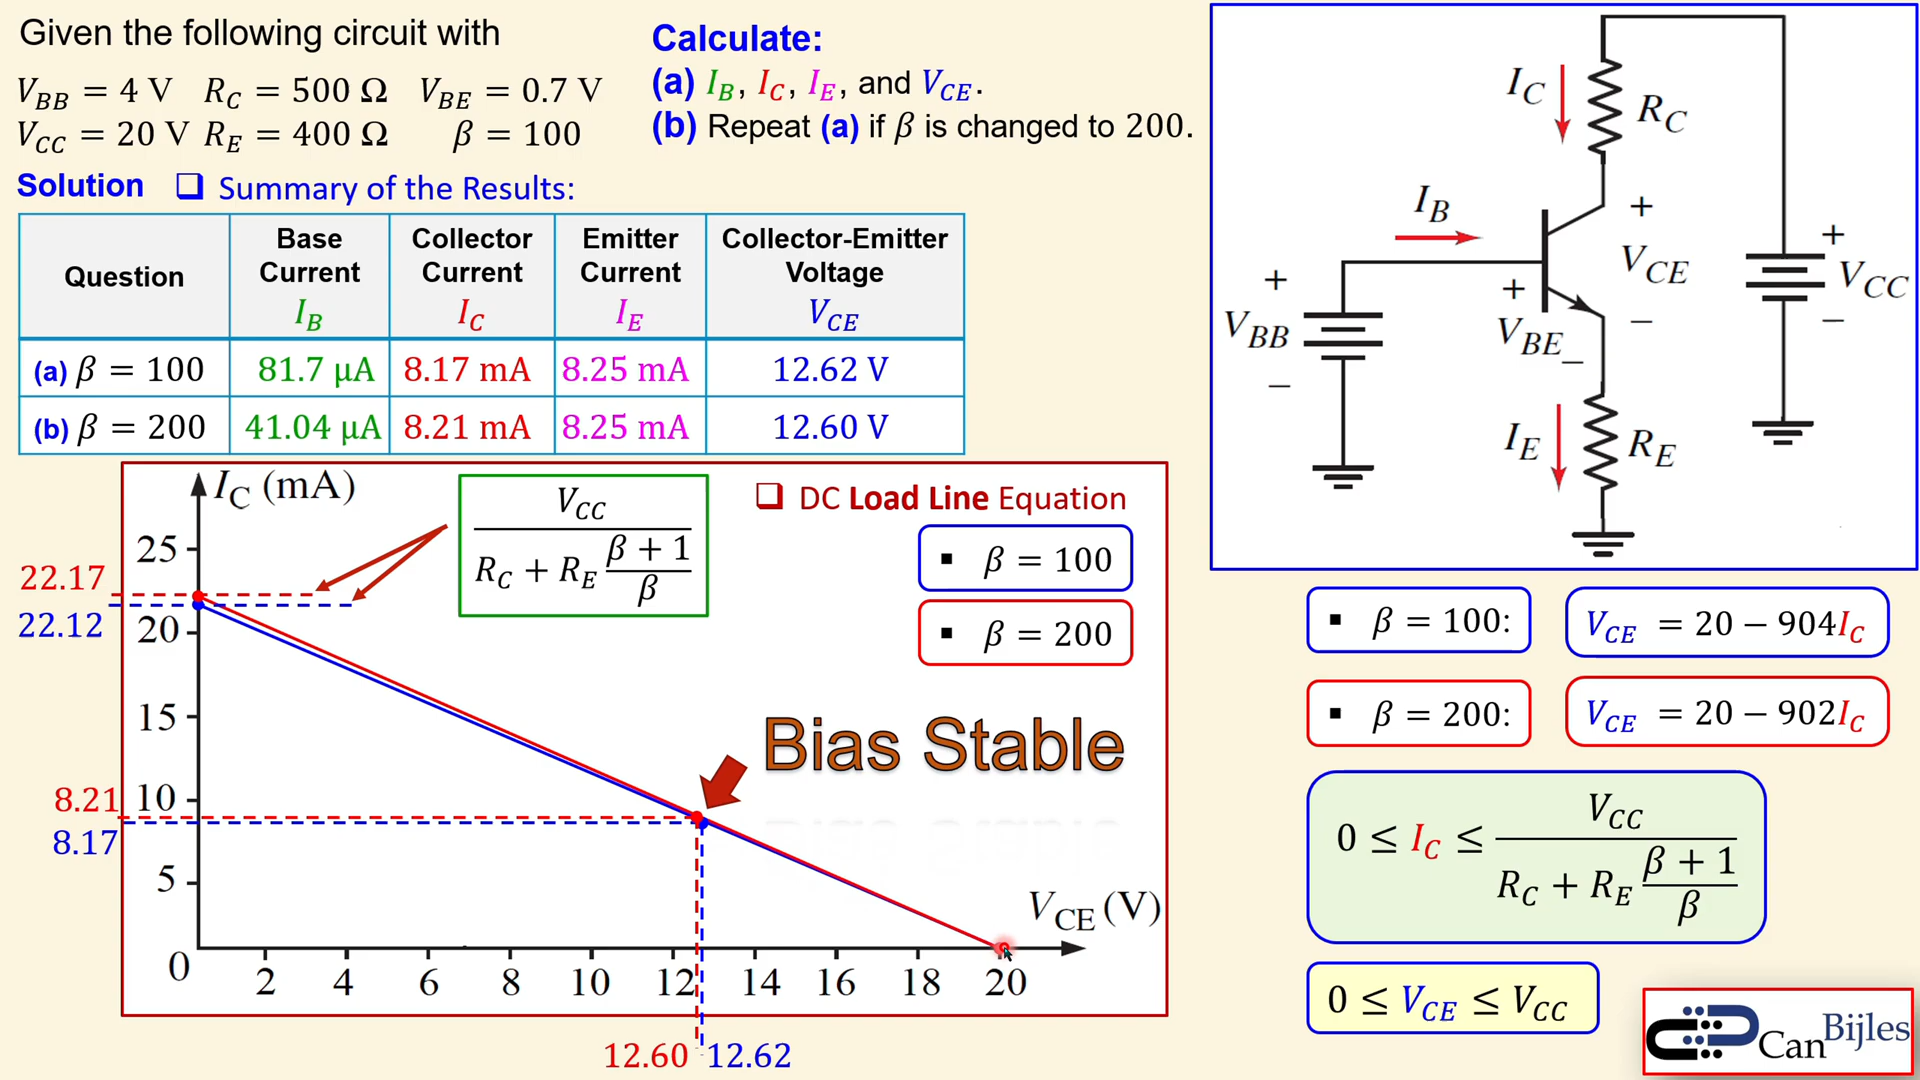 Given the following circuit with
V_BB = 4 V R_C = 500 Ω V_BE = 0.7 V
V_CC = 20 V R_E = 400 Ω β = 100
Calculate:
(a) I_B, I_C, I_E, and V_CE.
(b) Repeat (a) if β is changed to 200.
Solution ❑ Summary of the Results:
Question
Base Current I_B
Collector Current I_C
Emitter Current I_E
Collector-Emitter Voltage V_CE
(a) β = 100 81.7 µA 8.17 mA 8.25 mA 12.62 V
(b) β = 200 41.04 µA 8.21 mA 8.25 mA 12.60 V
I_C (mA)
25
20
15
10
5
0
2 4 6 8 10 12 14 16 18 20
V_CE (V)
22.17
22.12
8.21
8.17
12.60 12.62
V_CC
R_C + R_E
β + 1
β
❑ DC Load Line Equation
▪ β = 100
▪ β = 200
Bias Stable
I_C
R_C
I_B
+
V_CE
−
+
V_BE
−
+
V_BB
−
+
V_CC
−
I_E
R_E
▪ β = 100: V_CE = 20 − 904I_C
▪ β = 200: V_CE = 20 − 902I_C
0 ≤ I_C ≤
V_CC
R_C + R_E
β + 1
β
0 ≤ V_CE ≤ V_CC
CanBijles